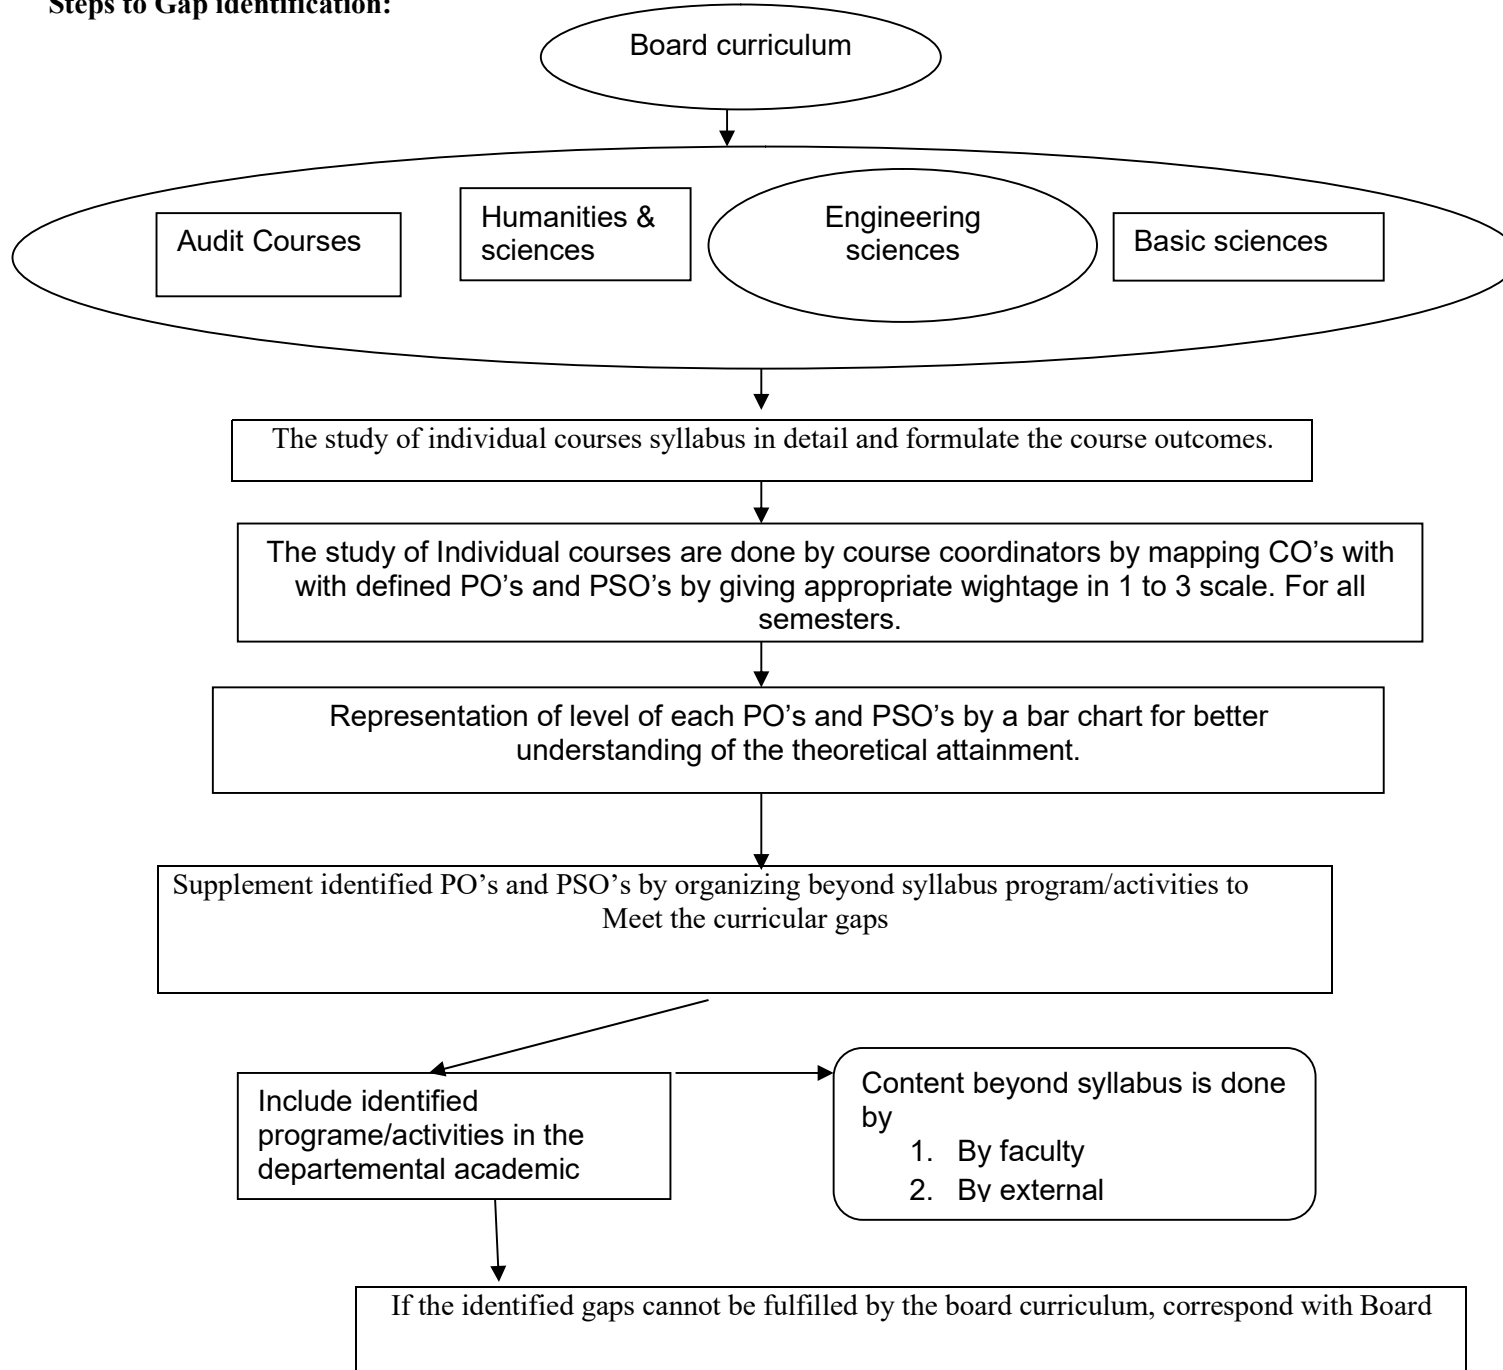 Steps to Gap identification:
Board curriculum
Audit Courses
Humanities &
sciences
Engineering
sciences
Basic sciences
The study of individual courses syllabus in detail and formulate the course outcomes.
The study of Individual courses are done by course coordinators by mapping CO’s with
with defined PO’s and PSO’s by giving appropriate wightage in 1 to 3 scale. For all
semesters.
Representation of level of each PO’s and PSO’s by a bar chart for better
understanding of the theoretical attainment.
Supplement identified PO’s and PSO’s by organizing beyond syllabus program/activities to
Meet the curricular gaps
Include identified
programe/activities in the
departemental academic
Content beyond syllabus is done
by
1. By faculty
2. By external
If the identified gaps cannot be fulfilled by the board curriculum, correspond with Board